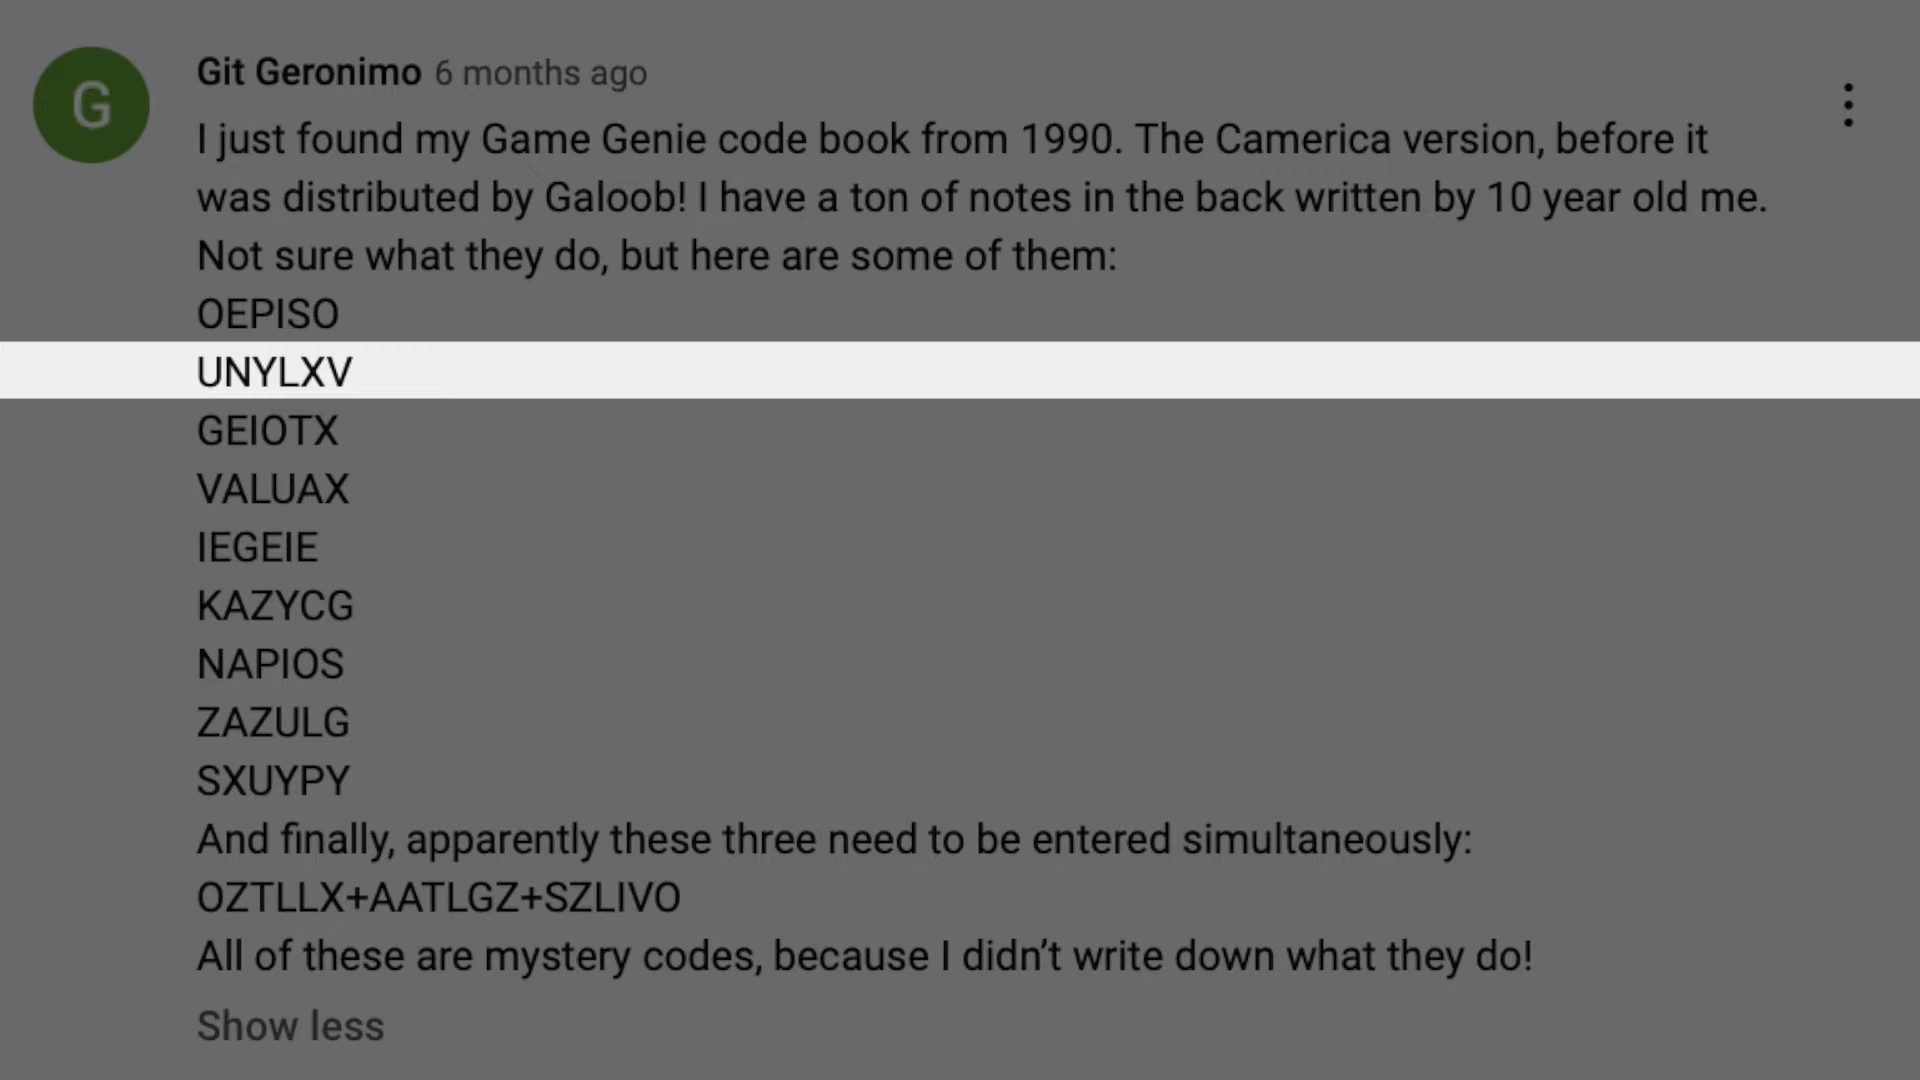 G
Git Geronimo 6 months ago
I just found my Game Genie code book from 1990. The Camerica version, before it
was distributed by Galoob! I have a ton of notes in the back written by 10 year old me.
Not sure what they do, but here are some of them:
OEPISO
UNYLXV
GEIOTX
VALUAX
IEGEIE
KAZYCG
NAPIOS
ZAZULG
SXUYPY
And finally, apparently these three need to be entered simultaneously:
OZTLLX+AATLGZ+SZLIVO
All of these are mystery codes, because I didn’t write down what they do!
Show less